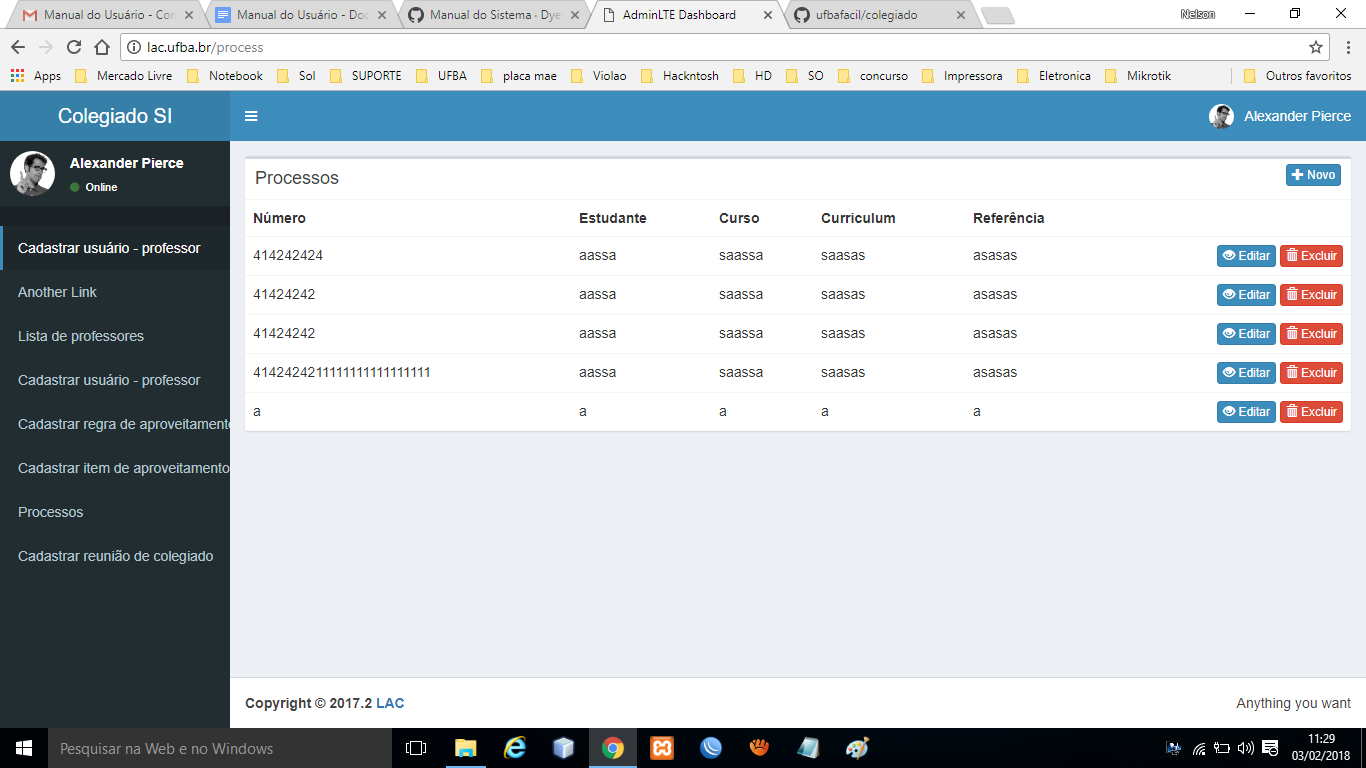 Manual do Usuário - Con
Manual do Usuário - Doc
Manual do Sistema · Dye
AdminLTE Dashboard
ufbafacil/colegiado
Nelson
lac.ufba.br/process
Apps Mercado Livre Notebook Sol SUPORTE UFBA placa mae Violao Hackntosh HD SO concurso Impressora Eletronica Mikrotik Outros favoritos
Colegiado SI
Alexander Pierce
Alexander Pierce
Online
Cadastrar usuário - professor
Another Link
Lista de professores
Cadastrar usuário - professor
Cadastrar regra de aproveitamento
Cadastrar item de aproveitamento
Processos
Cadastrar reunião de colegiado
Processos
Novo
Número Estudante Curso Curriculum Referência
414242424 aassa saassa saasas asasas Editar Excluir
41424242 aassa saassa saasas asasas Editar Excluir
41424242 aassa saassa saasas asasas Editar Excluir
41424242111111111111111 aassa saassa saasas asasas Editar Excluir
a a a a a Editar Excluir
Copyright © 2017.2 LAC
Anything you want
Pesquisar na Web e no Windows
11:29
03/02/2018